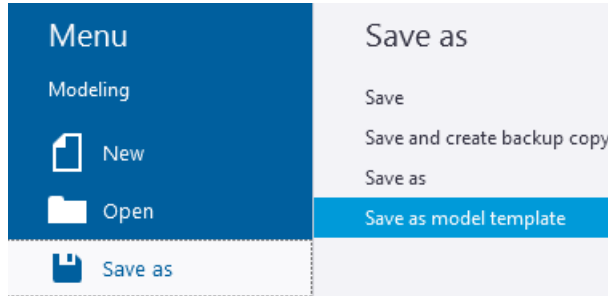 Menu
Modeling
New
Open
Save as
Save as
Save
Save and create backup copy
Save as
Save as model template